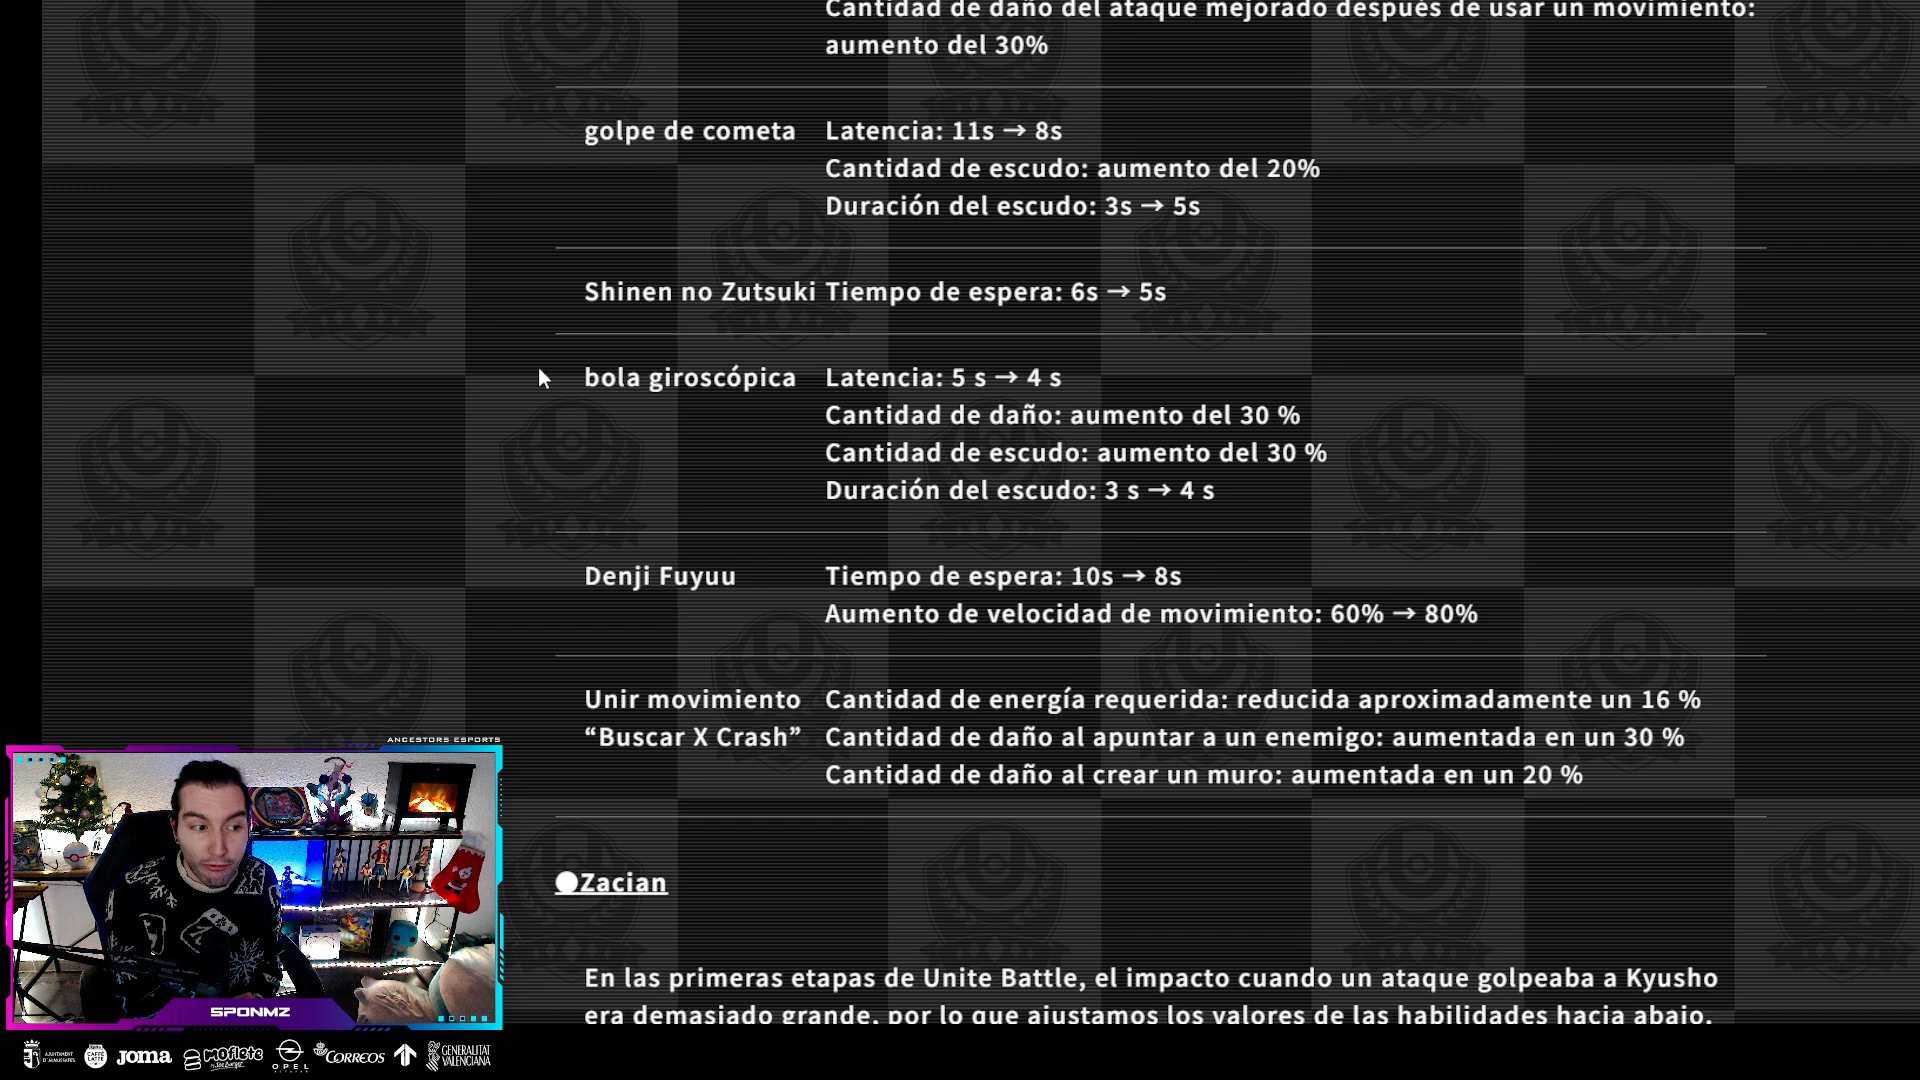 Cantidad de daño del ataque mejorado después de usar un movimiento:
aumento del 30%
golpe de cometa Latencia: 11s → 8s
Cantidad de escudo: aumento del 20%
Duración del escudo: 3s → 5s
Shinen no Zutsuki Tiempo de espera: 6s → 5s
bola giroscópica Latencia: 5 s → 4 s
Cantidad de daño: aumento del 30 %
Cantidad de escudo: aumento del 30 %
Duración del escudo: 3 s → 4 s
Denji Fuyuu Tiempo de espera: 10s → 8s
Aumento de velocidad de movimiento: 60% → 80%
Unir movimiento Cantidad de energía requerida: reducida aproximadamente un 16 %
“Buscar X Crash” Cantidad de daño al apuntar a un enemigo: aumentada en un 30 %
Cantidad de daño al crear un muro: aumentada en un 20 %
●Zacian
En las primeras etapas de Unite Battle, el impacto cuando un ataque golpeaba a Kyusho
era demasiado grande, por lo que ajustamos los valores de las habilidades hacia abajo.
ANCESTORS ESPORTS
SPONMZ
AJUNTAMENT
CAFFÈ
LATTE
JOMA
MOFLETE
OPEL
CORREOS
GENERALITAT
VALENCIANA